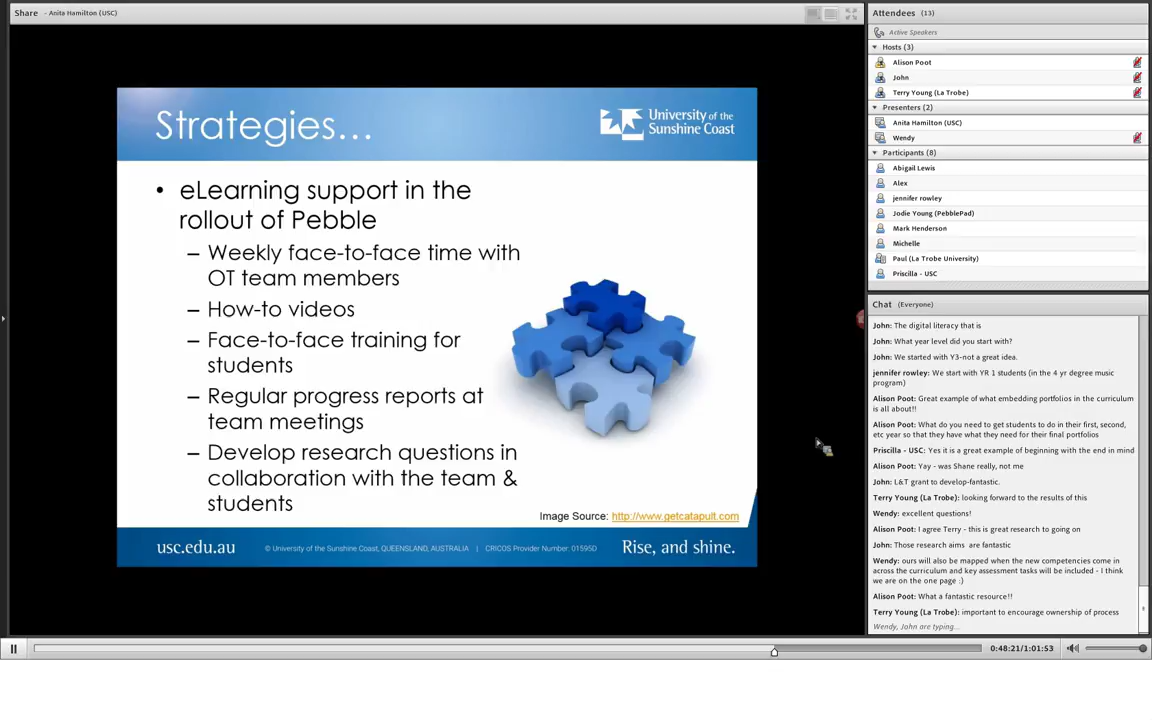 Share - Anita Hamilton (USC)
Strategies...
University of the
Sunshine Coast
• eLearning support in the
rollout of Pebble
– Weekly face-to-face time with
OT team members
– How-to videos
– Face-to-face training for
students
– Regular progress reports at
team meetings
– Develop research questions in
collaboration with the team &
students
Image Source: http://www.getcatapult.com
usc.edu.au
© University of the Sunshine Coast, QUEENSLAND, AUSTRALIA | CRICOS Provider Number: 01595D
Rise, and shine.
Attendees (13)
Active Speakers
Hosts (3)
Alison Poot
John
Terry Young (La Trobe)
Presenters (2)
Anita Hamilton (USC)
Wendy
Participants (8)
Abigail Lewis
Alex
jennifer rowley
Jodie Young (PebblePad)
Mark Henderson
Michelle
Paul (La Trobe University)
Priscilla - USC
Chat (Everyone)
John: The digital literacy that is
John: What year level did you start with?
John: We started with Y3-not a great idea.
jennifer rowley: We start with YR 1 students (in the 4 yr degree music
program)
Alison Poot: Great example of what embedding portfolios in the curriculum
is all about!!
Alison Poot: What do you need to get students to do in their first, second,
etc year so that they have what they need for their final portfolios
Priscilla - USC: Yes it is a great example of beginning with the end in mind
Alison Poot: Yay - was Shane really, not me
John: L&T grant to develop-fantastic.
Terry Young (La Trobe): looking forward to the results of this
Wendy: excellent questions!
Alison Poot: I agree Terry - this is great research to going on
John: Those research aims are fantastic
Wendy: ours will also be mapped when the new competencies come in
across the curriculum and key assessment tasks will be included - I think
we are on the one page :)
Alison Poot: What a fantastic resource!!
Terry Young (La Trobe): important to encourage ownership of process
Wendy, John are typing...
0:48:21/1:01:53